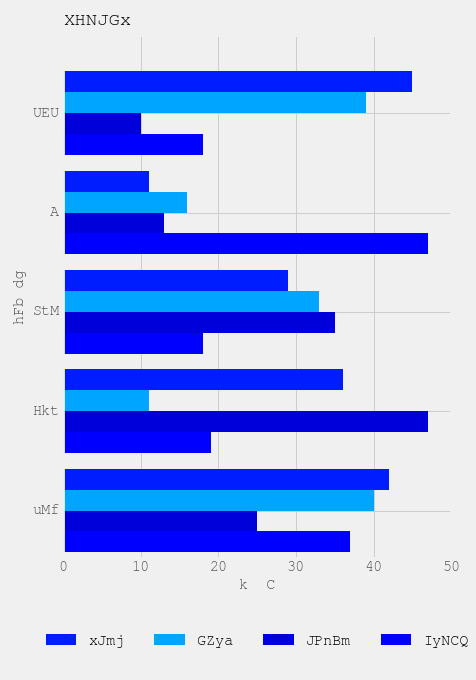 XHNJGx
UEU
A
StM
Hkt
uMf
hFb dg
0 10 20 30 40 50
k  C
xJmj GZya JPnBm IyNCQ